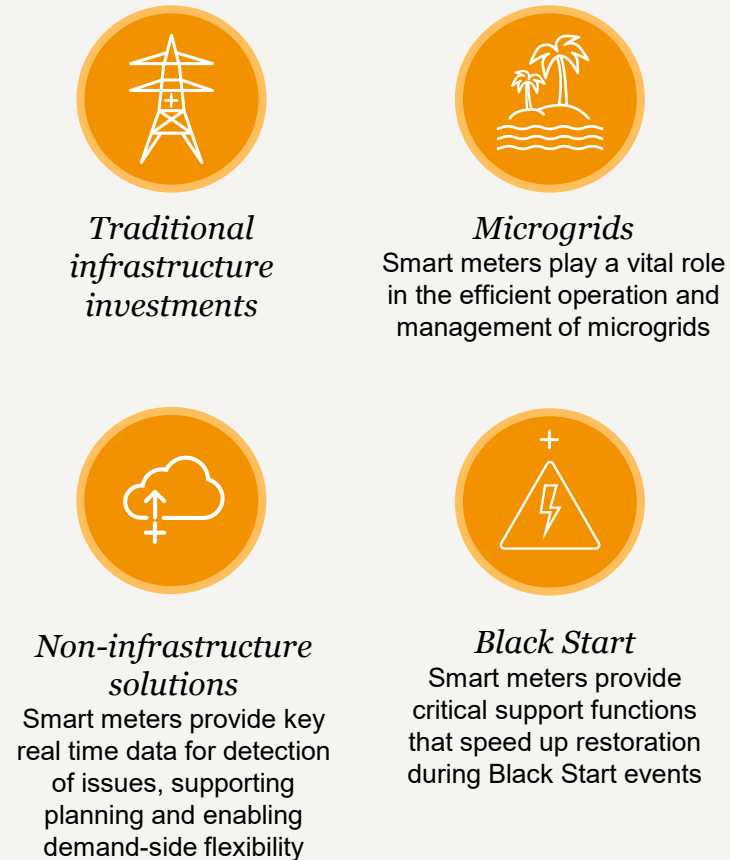 Traditional
infrastructure
investments
Microgrids
Smart meters play a vital role
in the efficient operation and
management of microgrids
Non-infrastructure
solutions
Smart meters provide key
real time data for detection
of issues, supporting
planning and enabling
demand-side flexibility
Black Start
Smart meters provide
critical support functions
that speed up restoration
during Black Start events